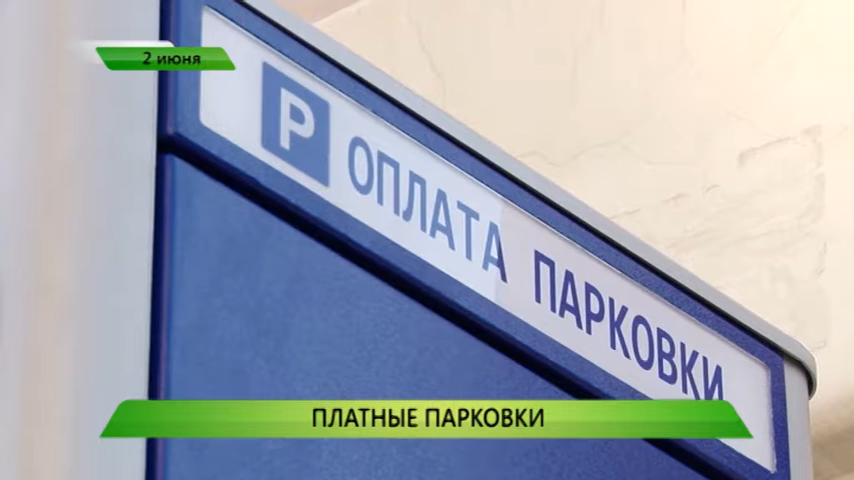 2 июня
P ОПЛАТА ПАРКОВКИ
ПЛАТНЫЕ ПАРКОВКИ